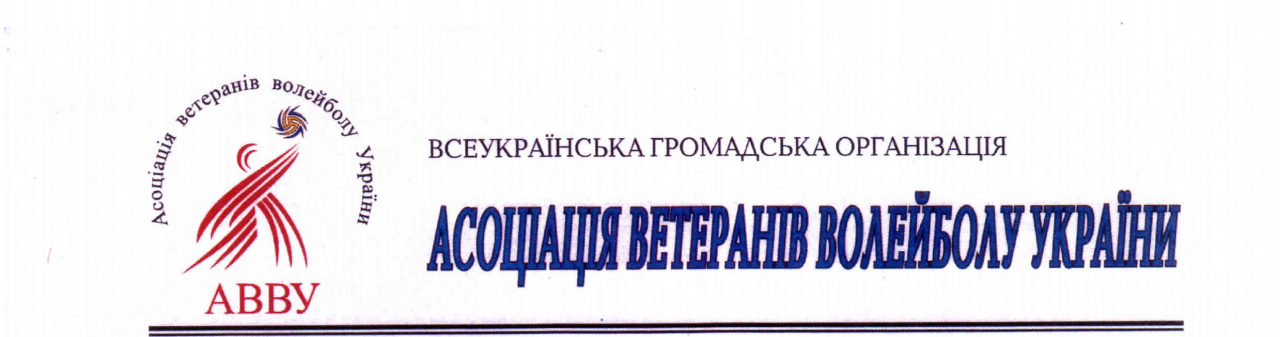 Асоціація ветеранів волейболу України
АВВУ
ВСЕУКРАЇНСЬКА ГРОМАДСЬКА ОРГАНІЗАЦІЯ
АСОЦІАЦІЯ ВЕТЕРАНІВ ВОЛЕЙБОЛУ УКРАЇНИ